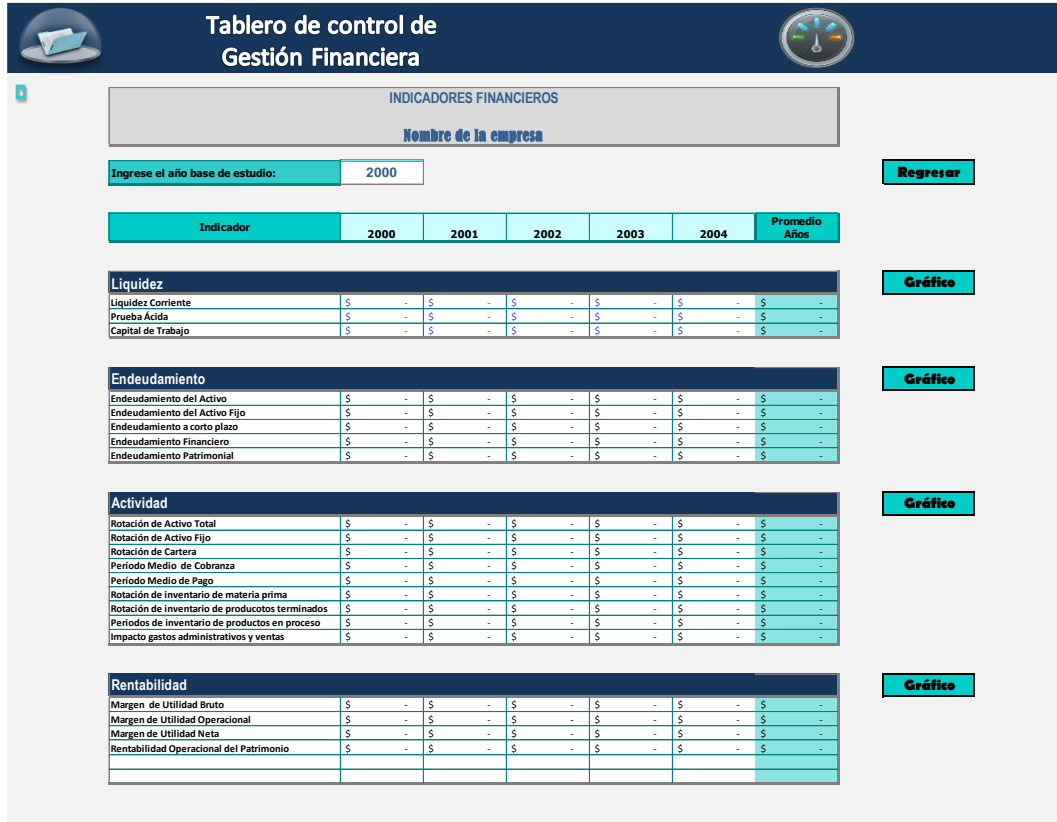 Tablero de control de
Gestión Financiera
INDICADORES FINANCIEROS
Nombre de la empresa
Ingrese el año base de estudio: 2000 Regresar
Indicador 2000 2001 2002 2003 2004 Promedio Años
Liquidez Gráfico
Liquidez Corriente $ - $ - $ - $ - $ - $ -
Prueba Ácida $ - $ - $ - $ - $ - $ -
Capital de Trabajo $ - $ - $ - $ - $ - $ -
Endeudamiento Gráfico
Endeudamiento del Activo $ - $ - $ - $ - $ - $ -
Endeudamiento del Activo Fijo $ - $ - $ - $ - $ - $ -
Endeudamiento a corto plazo $ - $ - $ - $ - $ - $ -
Endeudamiento Financiero $ - $ - $ - $ - $ - $ -
Endeudamiento Patrimonial $ - $ - $ - $ - $ - $ -
Actividad Gráfico
Rotación de Activo Total $ - $ - $ - $ - $ - $ -
Rotación de Activo Fijo $ - $ - $ - $ - $ - $ -
Rotación de Cartera $ - $ - $ - $ - $ - $ -
Período Medio de Cobranza $ - $ - $ - $ - $ - $ -
Período Medio de Pago $ - $ - $ - $ - $ - $ -
Rotación de inventario de materia prima $ - $ - $ - $ - $ - $ -
Rotación de inventario de producotos terminados $ - $ - $ - $ - $ - $ -
Periodos de inventario de productos en proceso $ - $ - $ - $ - $ - $ -
Impacto gastos administrativos y ventas $ - $ - $ - $ - $ - $ -
Rentabilidad Gráfico
Margen de Utilidad Bruto $ - $ - $ - $ - $ - $ -
Margen de Utilidad Operacional $ - $ - $ - $ - $ - $ -
Margen de Utilidad Neta $ - $ - $ - $ - $ - $ -
Rentabilidad Operacional del Patrimonio $ - $ - $ - $ - $ - $ -